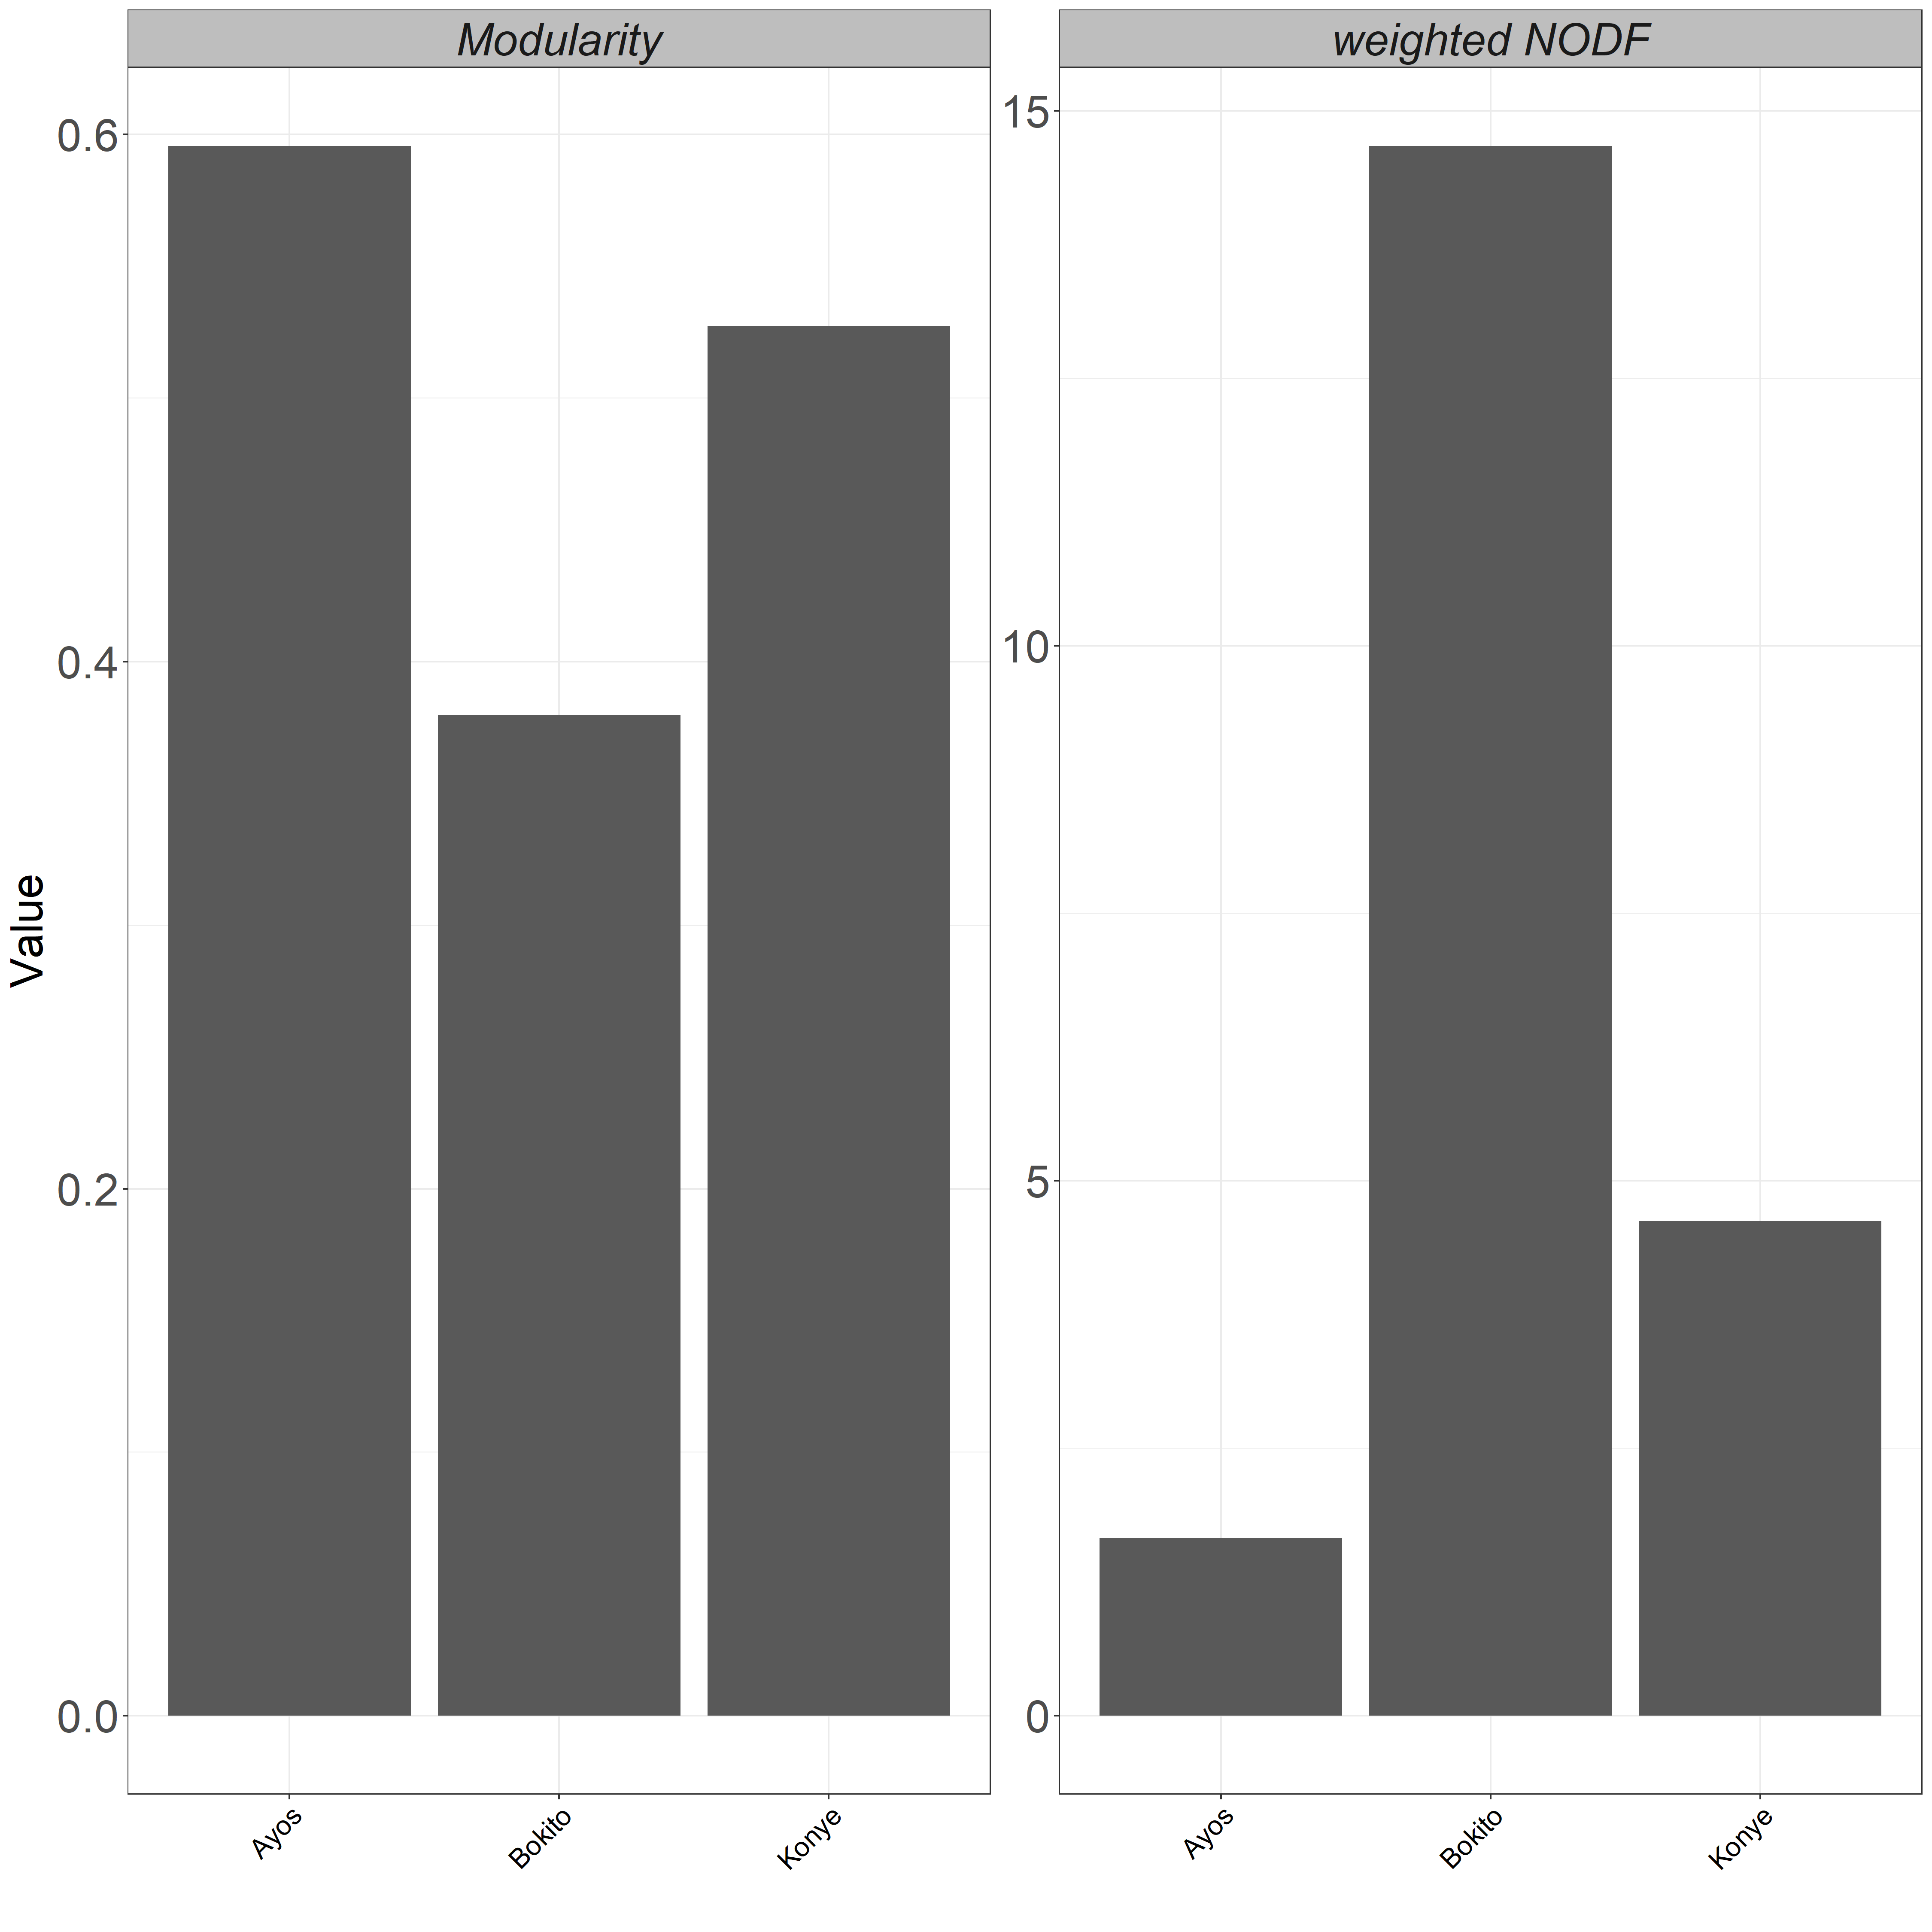 Modularity
weighted NODF
Value
0.6
0.4
0.2
0.0
15
10
5
0
Ayos
Bokito
Konye
Ayos
Bokito
Konye